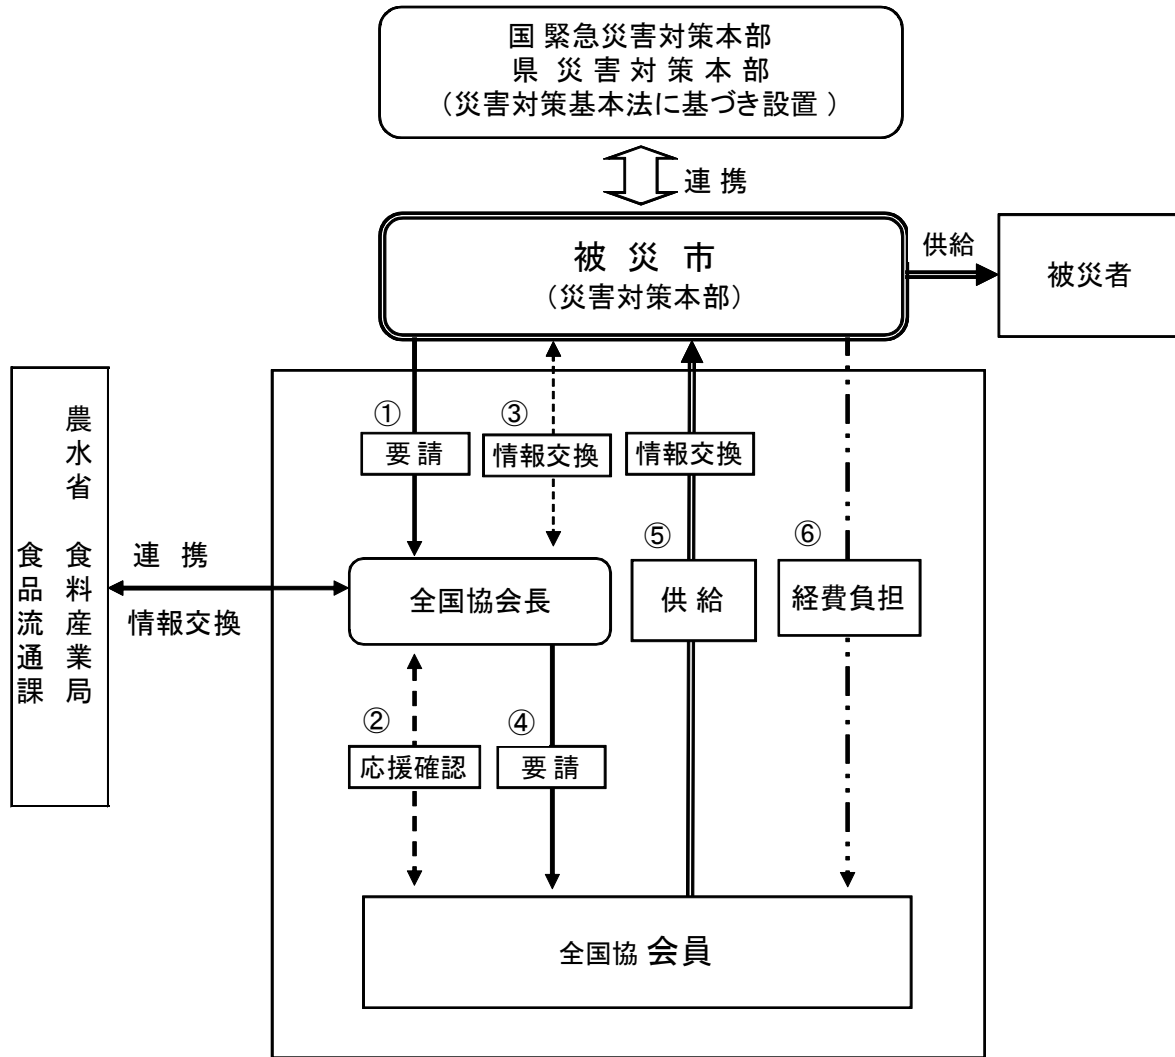 国 緊急災害対策本部
県 災 害 対 策 本 部
（災害対策基本法に基づき設置 ）
連 携
被 災 市
（災害対策本部）
供給
被災者
農水省 食料産業局
食品流通課
連 携
情報交換
①
要 請
③
情報交換
情報交換
全国協会長
⑤
供 給
⑥
経費負担
②
応援確認
④
要 請
全国協 会員